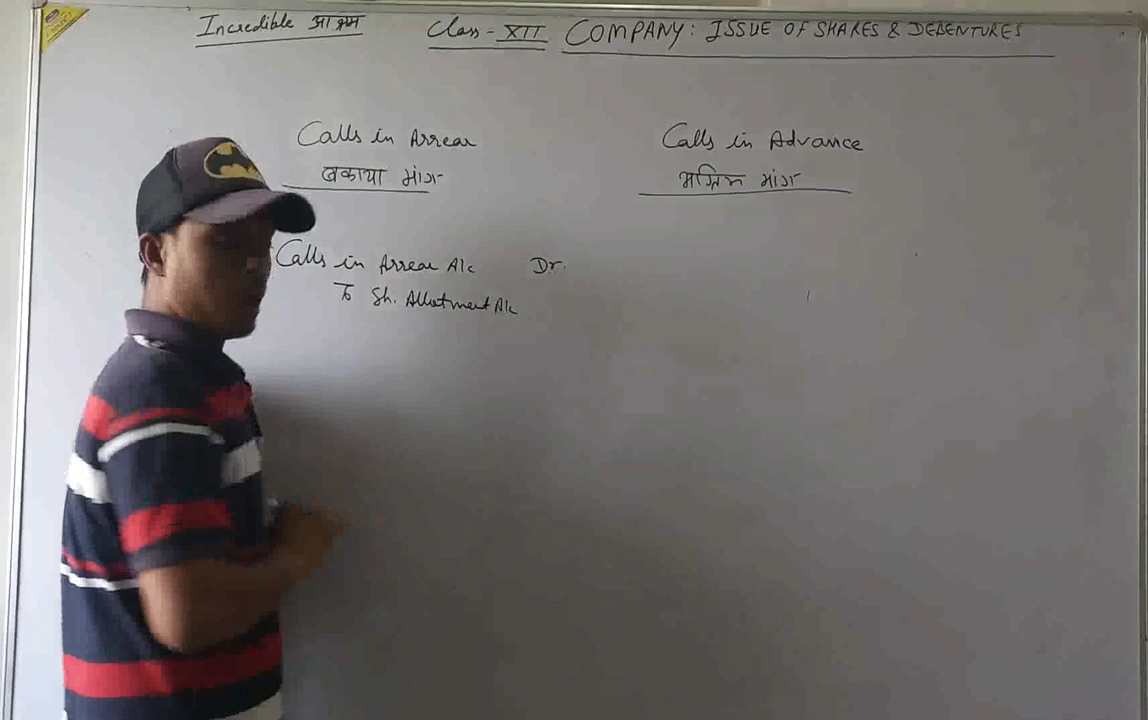 Incredible आश्रम Class - XII COMPANY: ISSUE OF SHARES & DEBENTURES
Calls in Arrear
बकाया मांग
Calls in Advance
अग्रिम मांग
Calls in Arrear A/c Dr.
To Sh. Allotment A/c